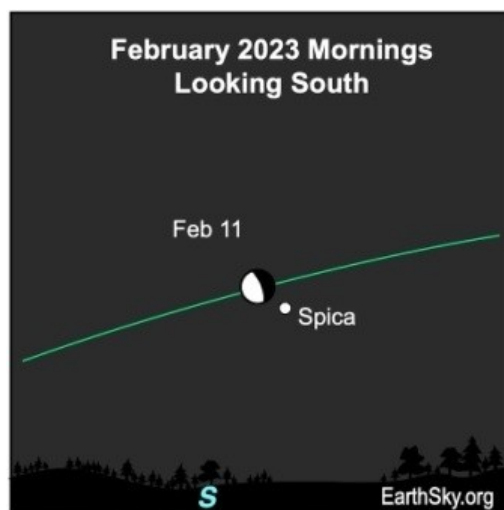 February 2023 Mornings
Looking South
Feb 11
Spica
S
EarthSky.org